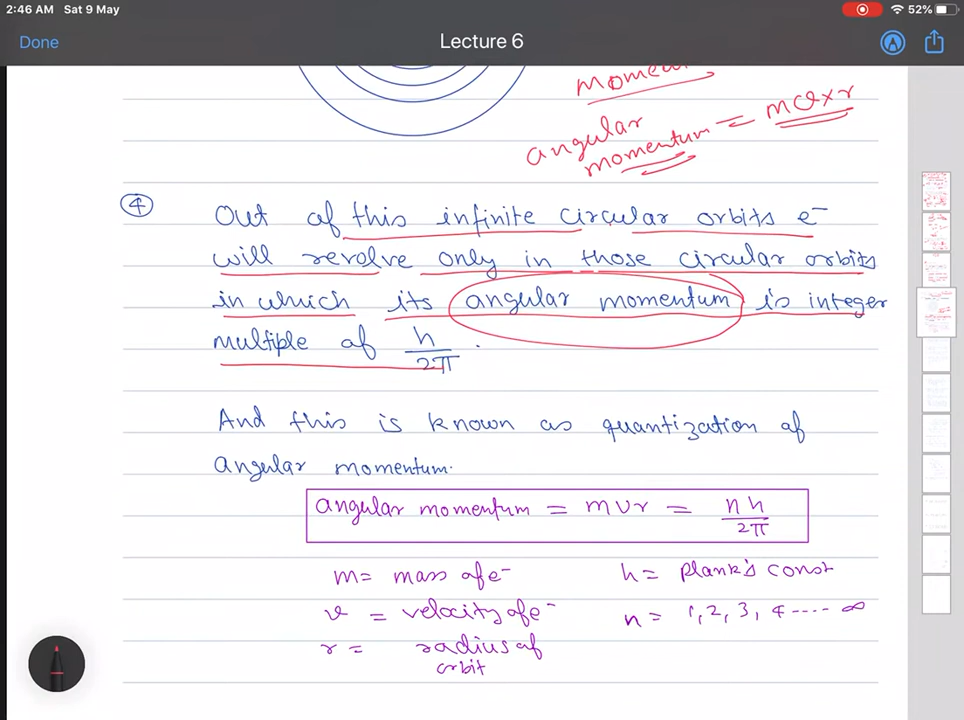 2:46 AM Sat 9 May
52%
Done
Lecture 6
angular
momentum = mv×r
④
Out of this infinite circular orbits e⁻
will revolve only in those circular orbits
in which its angular momentum is integer
multiple of h/2π .
And this is known as quantization of
angular momentum.
angular momentum = mvr = nh/2π
m= mass of e⁻
h= plank's const
v = velocity of e⁻
n = 1, 2, 3, 4 ---- ∞
r = radius of
orbit